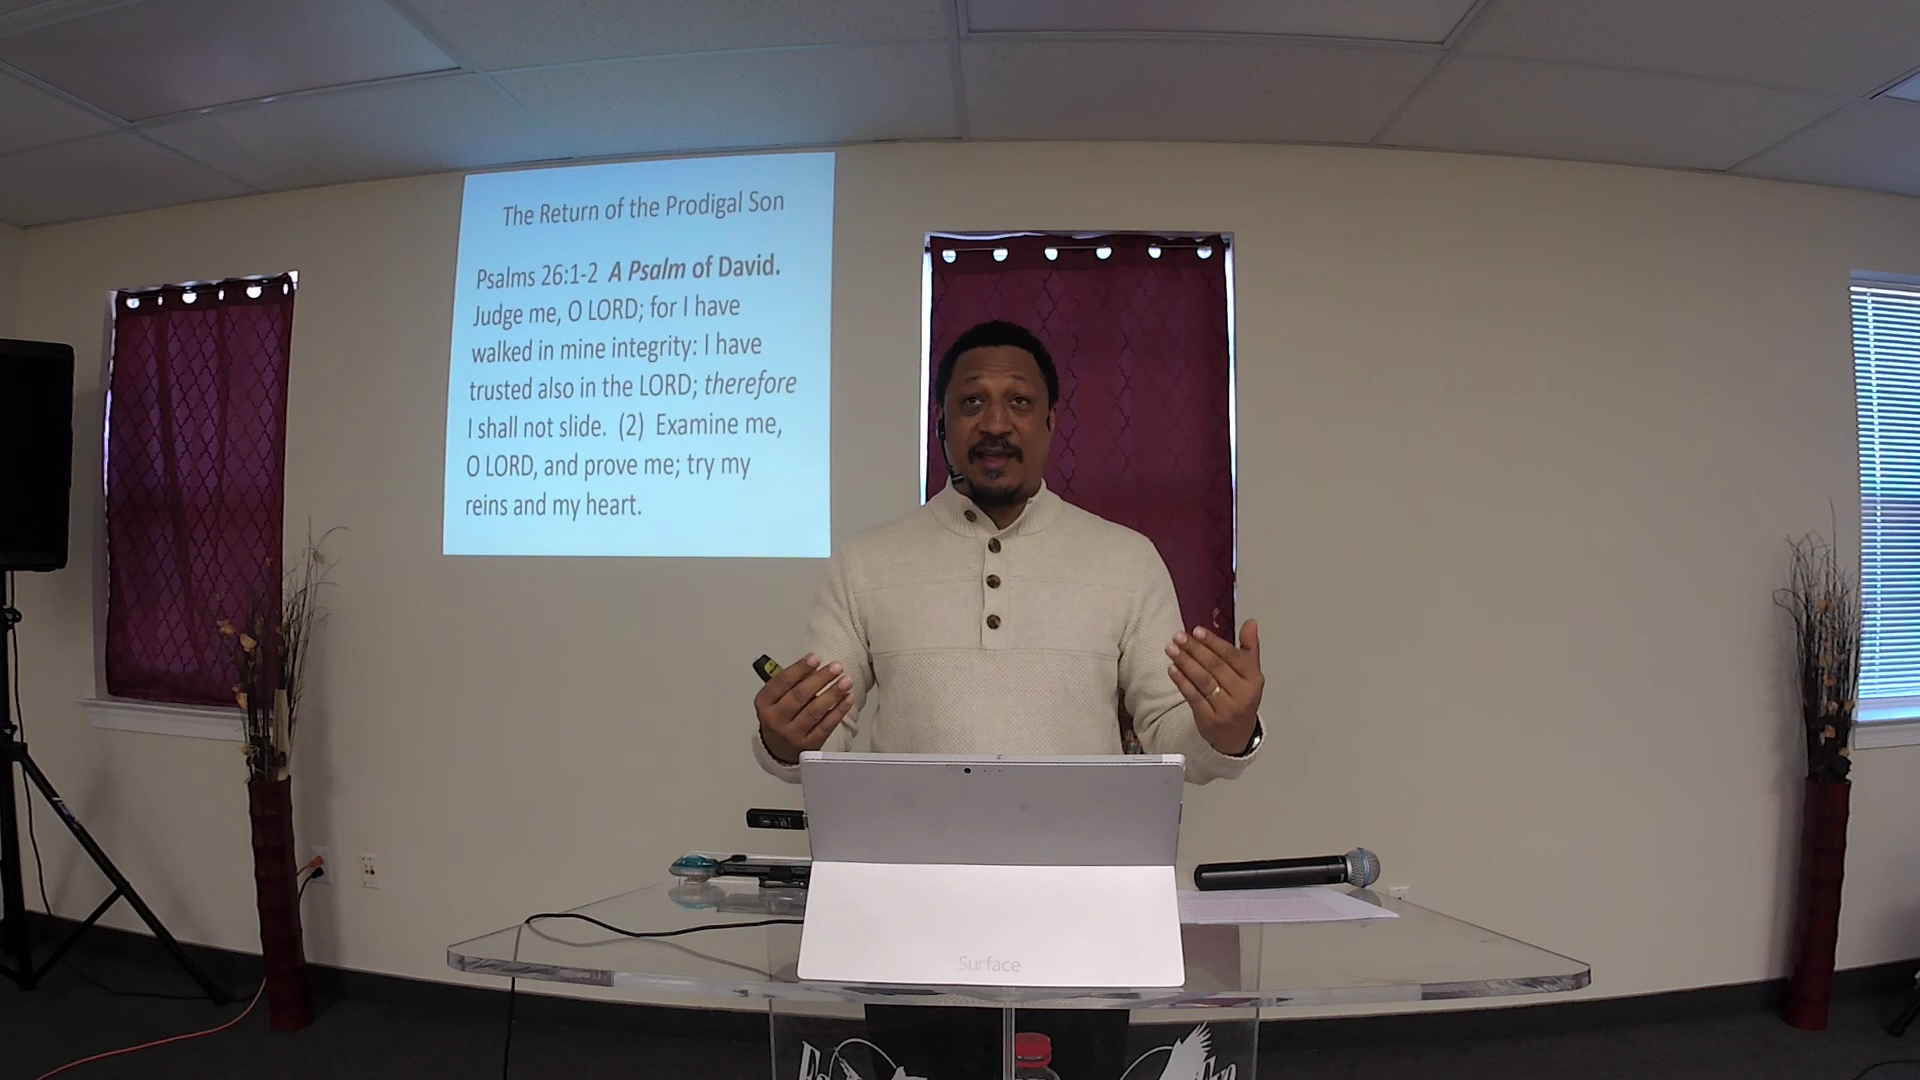 The Return of the Prodigal Son
Psalms 26:1-2 A Psalm of David.
Judge me, O LORD; for I have
walked in mine integrity: I have
trusted also in the LORD; therefore
I shall not slide. (2) Examine me,
O LORD, and prove me; try my
reins and my heart.
Surface